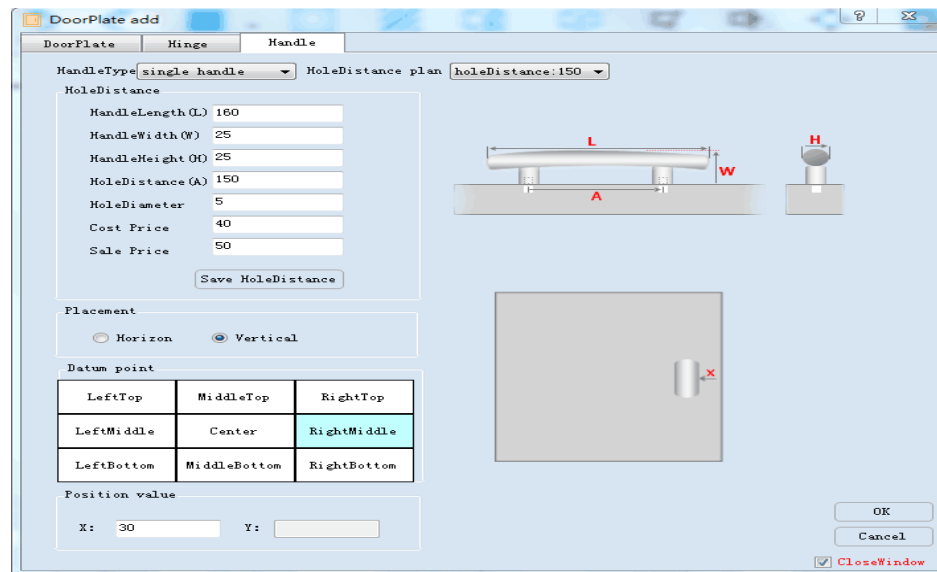 DoorPlate add
DoorPlate Hinge Handle
HandleType single handle HoleDistance plan holeDistance:150
HoleDistance
HandleLength(L) 160
HandleWidth(W) 25
HandleHeight(H) 25
HoleDistance(A) 150
HoleDiameter 5
Cost Price 40
Sale Price 50
Save HoleDistance
L
H
W
A
Placement
Horizon Vertical
Datum point
LeftTop MiddleTop RightTop
LeftMiddle Center RightMiddle
LeftBottom MiddleBottom RightBottom
x
Position value
X: 30 Y:
OK
Cancel
CloseWindow